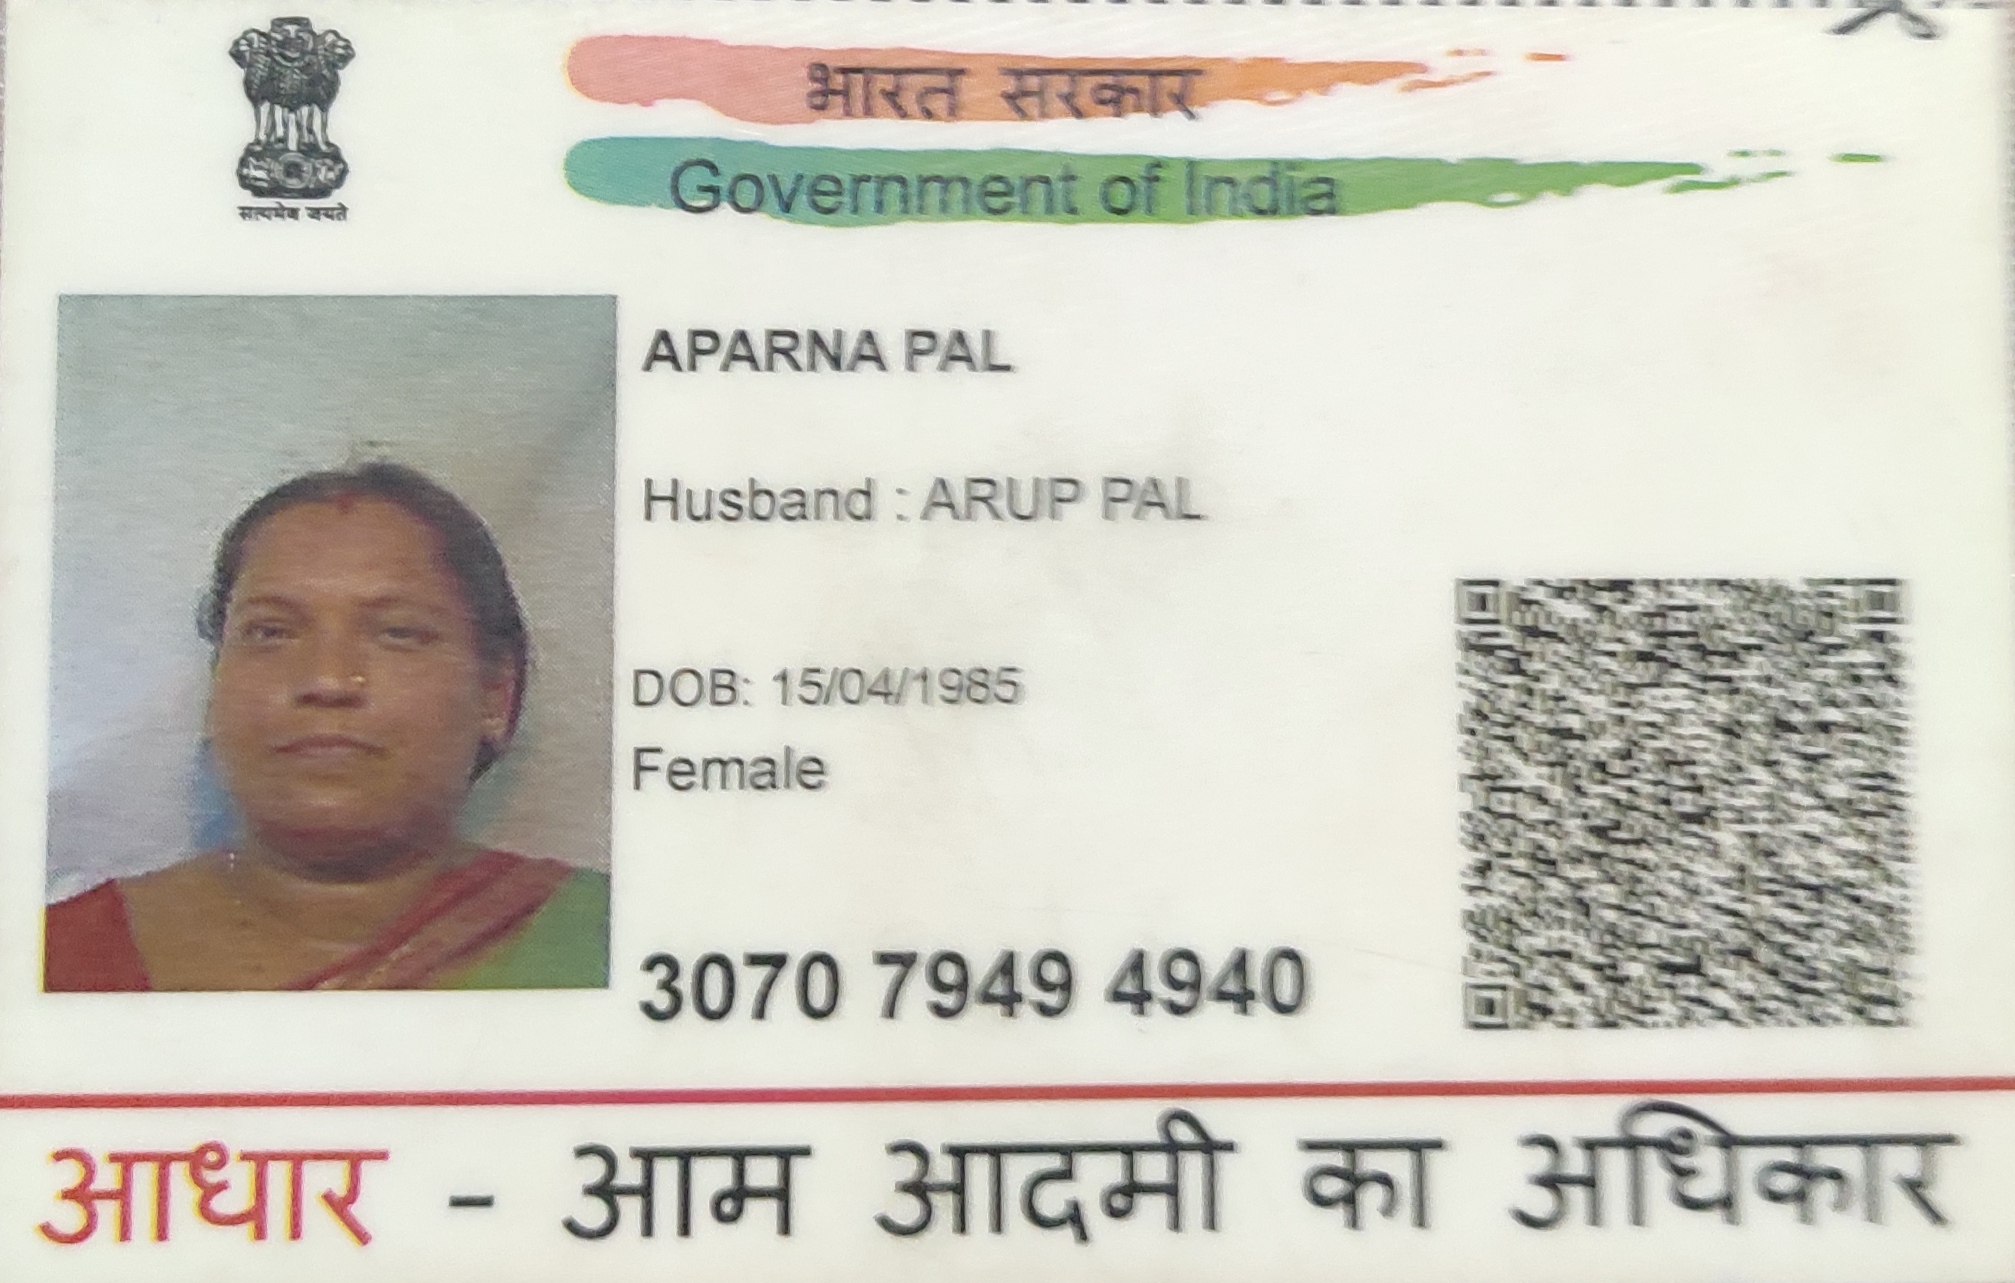 सत्यमेव जयते
भारत सरकार
Government of India
APARNA PAL
Husband : ARUP PAL
DOB: 15/04/1985
Female
3070 7949 4940
आधार - आम आदमी का अधिकार